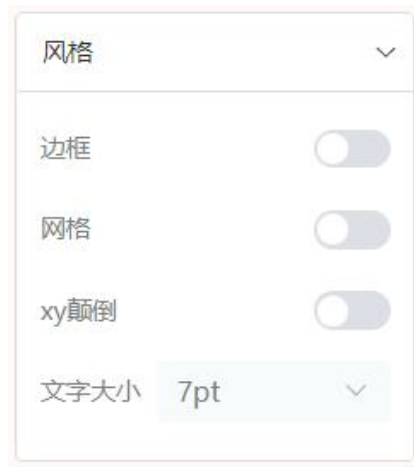 风格
边框
网格
xy颠倒
文字大小 7pt